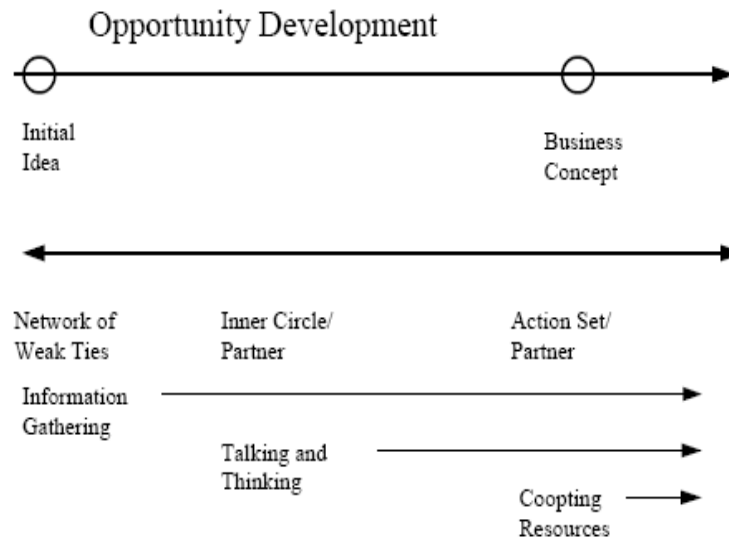 Opportunity Development
Initial
Idea
Business
Concept
Network of
Weak Ties
Inner Circle/
Partner
Action Set/
Partner
Information
Gathering
Talking and
Thinking
Coopting
Resources